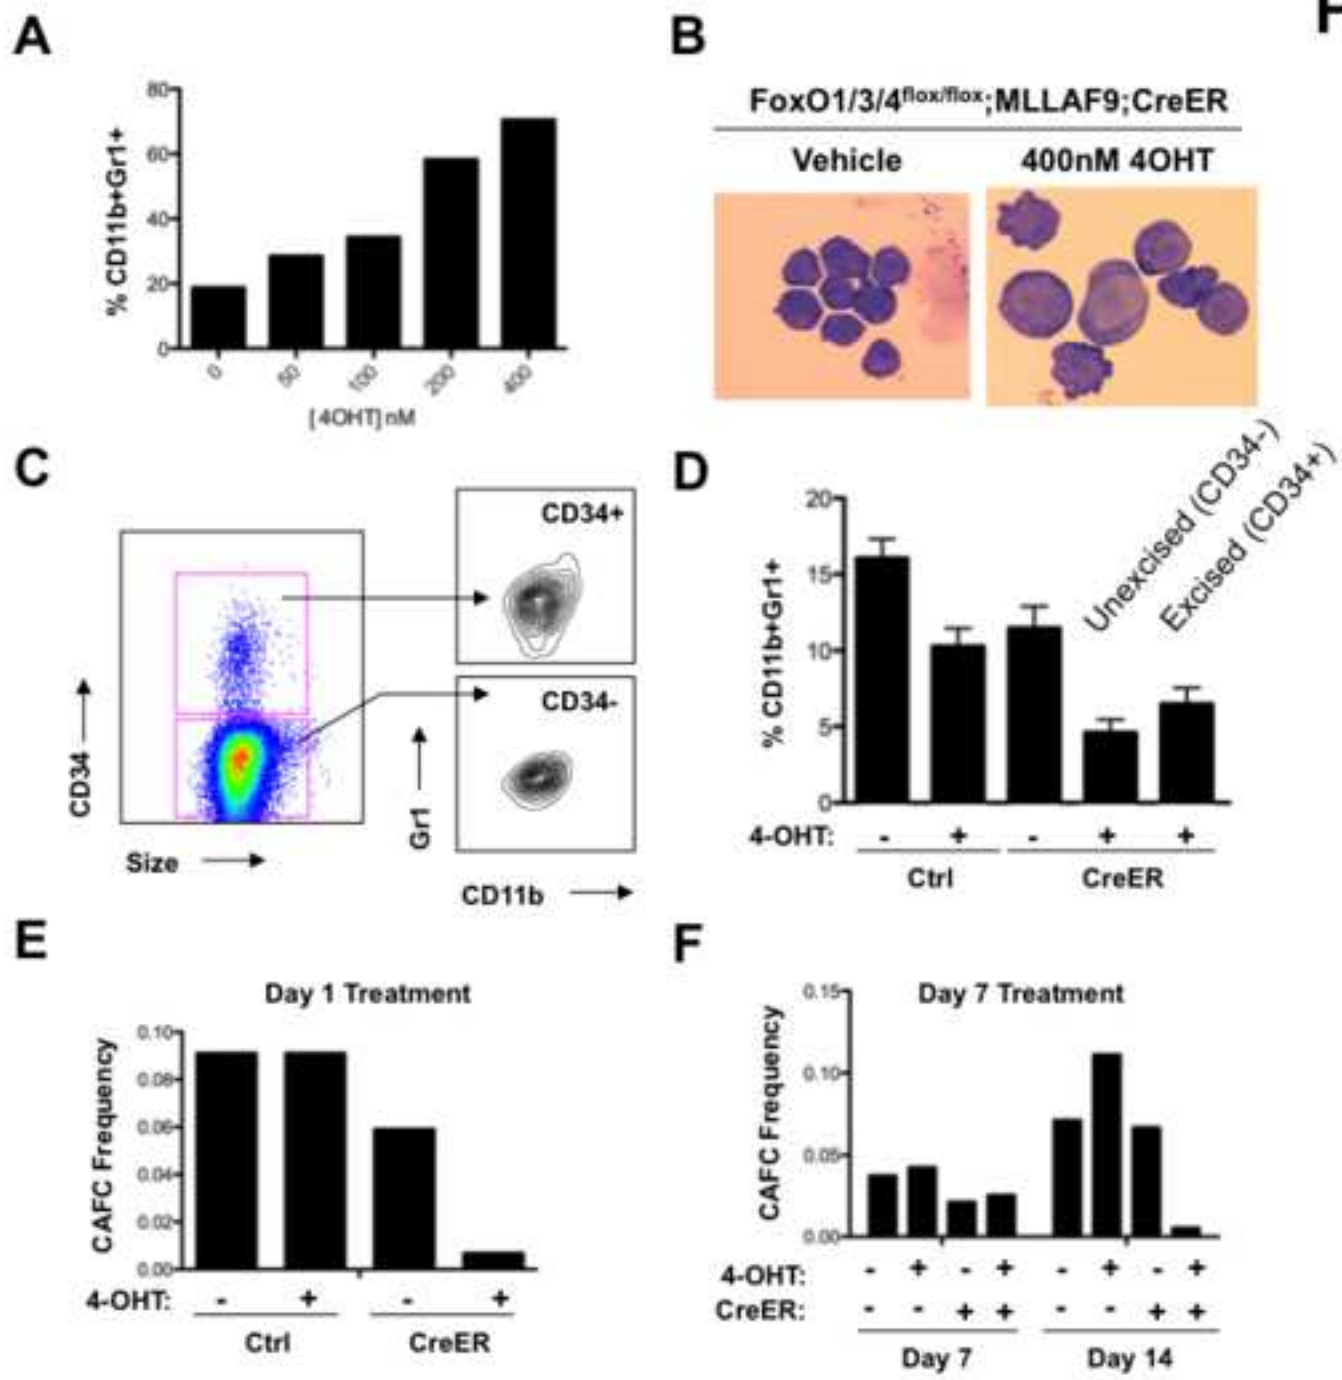 A
80
60
40
20
0
% CD11b+Gr1+
0 50 100 200 400
[4OHT] nM
B
FoxO1/3/4flox/flox;MLLAF9;CreER
Vehicle 400nM 4OHT
C
CD34
Size
CD34+
CD34-
Gr1
CD11b
D
20
15
10
5
0
% CD11b+Gr1+
Unexcised (CD34-)
Excised (CD34+)
4-OHT: - + - + +
Ctrl CreER
E
Day 1 Treatment
0.10
0.08
0.06
0.04
0.02
0.00
CAFC Frequency
4-OHT: - + - +
Ctrl CreER
F
Day 7 Treatment
0.15
0.10
0.05
0.00
CAFC Frequency
4-OHT: - + - + - + - +
CreER: - - + + - - + +
Day 7 Day 14